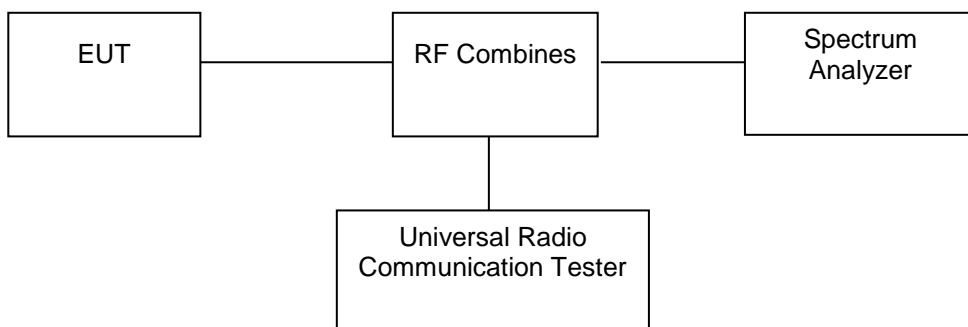 EUT
RF Combines
Spectrum
Analyzer
Universal Radio
Communication Tester